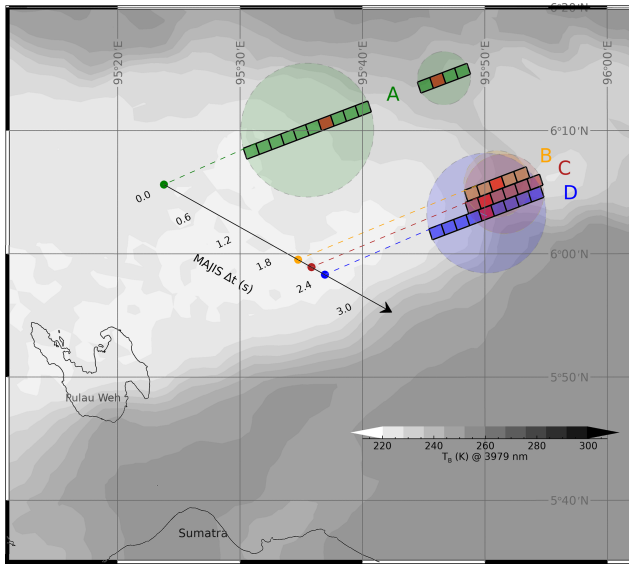 6°20'N
95°20'E
95°30'E
95°40'E
95°50'E
96°00'E
A
6°10'N
B
C
D
0.0
0.6
1.2
1.8
2.4
3.0
MAJIS Δt (s)
6°00'N
5°50'N
Pulau Weh
220 240 260 280 300
T_B (K) @ 3979 nm
5°40'N
Sumatra